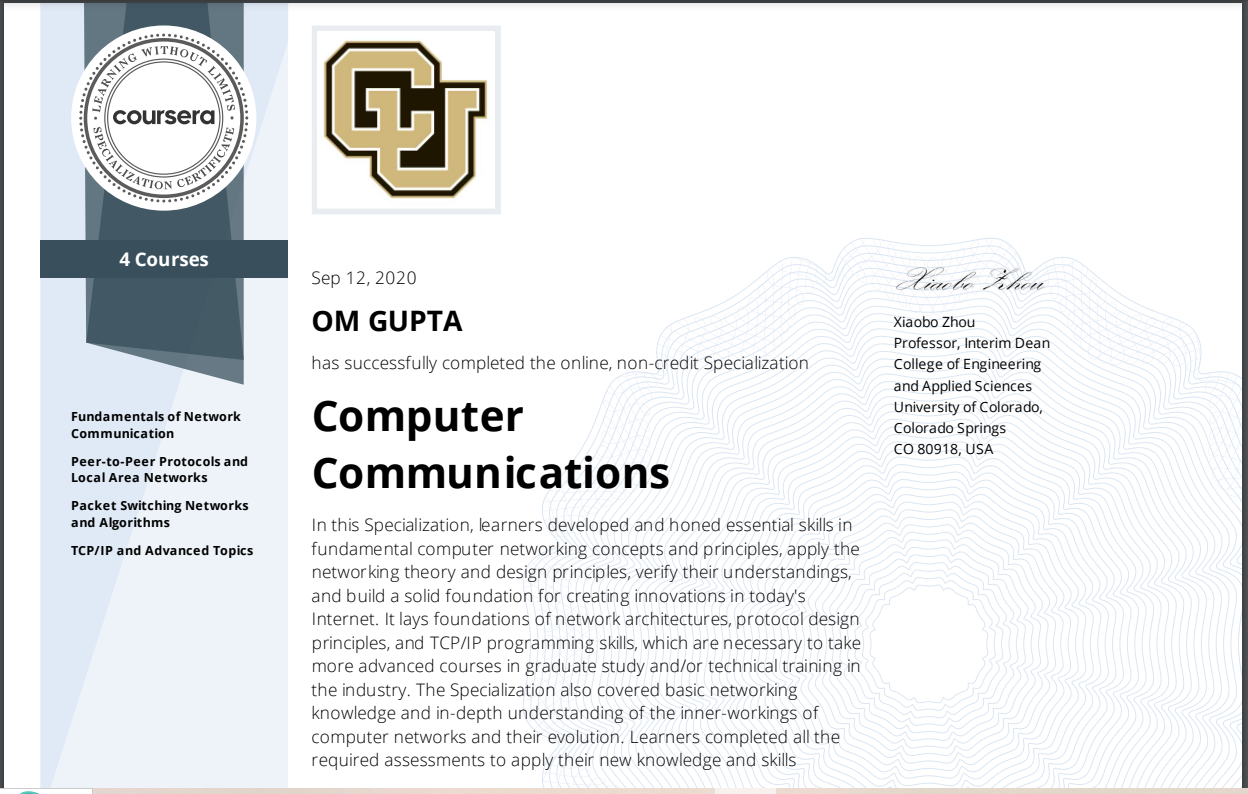 LEARNING WITHOUT LIMITS
coursera
SPECIALIZATION CERTIFICATE
4 Courses
Fundamentals of Network
Communication
Peer-to-Peer Protocols and
Local Area Networks
Packet Switching Networks
and Algorithms
TCP/IP and Advanced Topics
CU
Sep 12, 2020
OM GUPTA
has successfully completed the online, non-credit Specialization
Computer
Communications
In this Specialization, learners developed and honed essential skills in
fundamental computer networking concepts and principles, apply the
networking theory and design principles, verify their understandings,
and build a solid foundation for creating innovations in today's
Internet. It lays foundations of network architectures, protocol design
principles, and TCP/IP programming skills, which are necessary to take
more advanced courses in graduate study and/or technical training in
the industry. The Specialization also covered basic networking
knowledge and in-depth understanding of the inner-workings of
computer networks and their evolution. Learners completed all the
required assessments to apply their new knowledge and skills
Xiaobo Zhou
Xiaobo Zhou
Professor, Interim Dean
College of Engineering
and Applied Sciences
University of Colorado,
Colorado Springs
CO 80918, USA